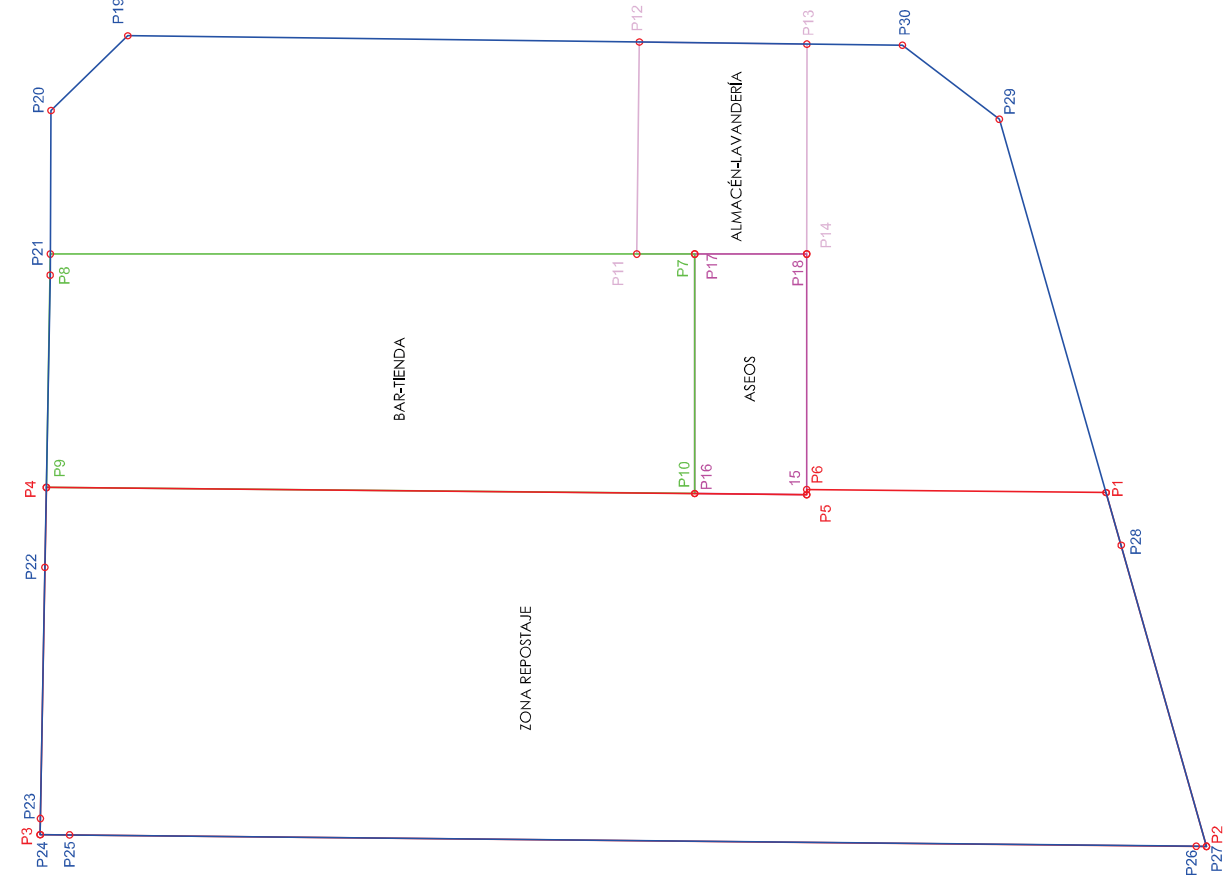 P19
P12
P13
P30
P20
P29
ALMACÉN-LAVANDERÍA
P21
P8
P11
P7
P17
P14
P18
BAR-TIENDA
ASEOS
P4
P9
P10
P16
15
P6
P5
P1
P22
P28
ZONA REPOSTAJE
P23
P3
P24
P25
P26
P27
P2